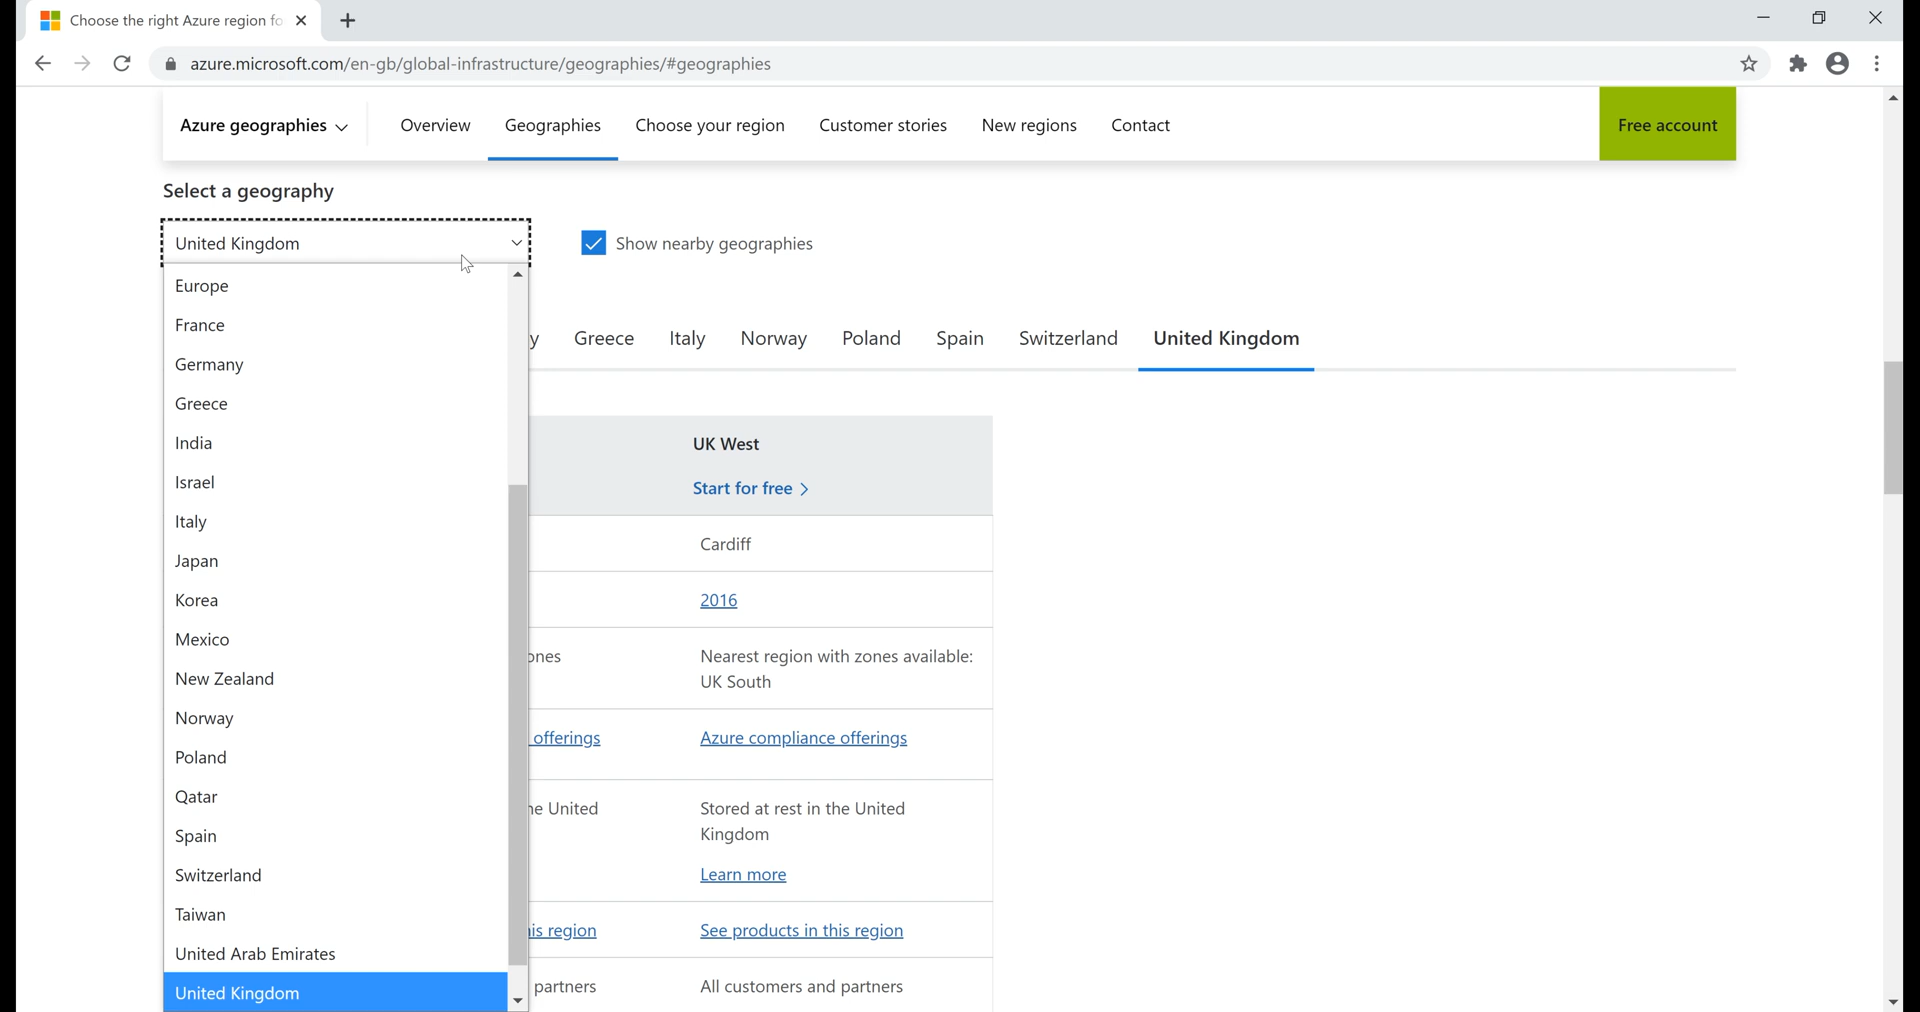 Choose the right Azure region fo
azure.microsoft.com/en-gb/global-infrastructure/geographies/#geographies
Azure geographies
Overview
Geographies
Choose your region
Customer stories
New regions
Contact
Free account
Select a geography
United Kingdom
Show nearby geographies
Europe
France
Germany
Greece
India
Israel
Italy
Japan
Korea
Mexico
New Zealand
Norway
Poland
Qatar
Spain
Switzerland
Taiwan
United Arab Emirates
United Kingdom
y
Greece
Italy
Norway
Poland
Spain
Switzerland
United Kingdom
UK West
Start for free
Cardiff
2016
ones
Nearest region with zones available:
UK South
offerings
Azure compliance offerings
he United
Stored at rest in the United
Kingdom
Learn more
is region
See products in this region
partners
All customers and partners